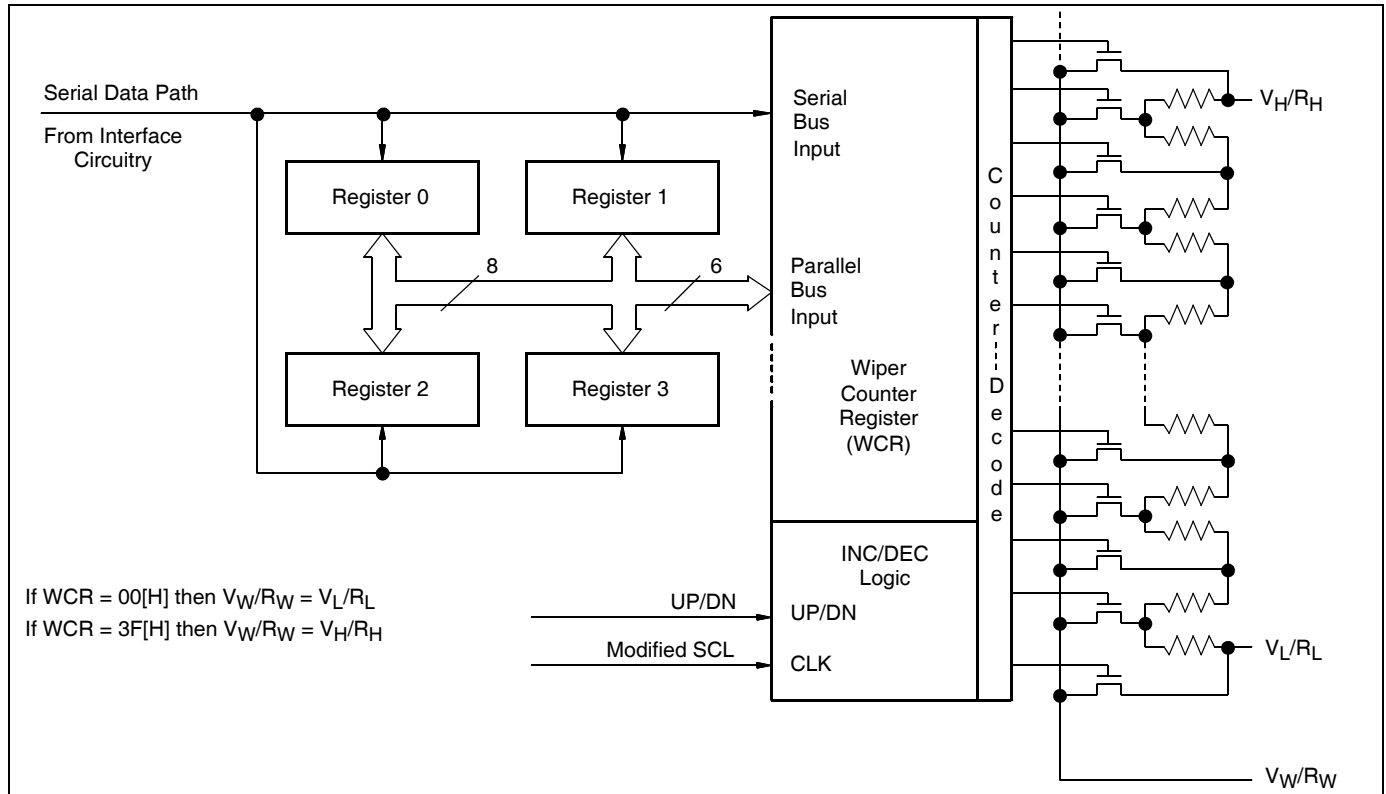 Serial Data Path
From Interface
Circuitry
Register 0
Register 1
8
6
Register 2
Register 3
Serial
Bus
Input
Parallel
Bus
Input
Wiper
Counter
Register
(WCR)
INC/DEC
Logic
UP/DN
UP/DN
Modified SCL
CLK
Counter
Decode
VH/RH
VL/RL
VW/RW
If WCR = 00[H] then VW/RW = VL/RL
If WCR = 3F[H] then VW/RW = VH/RH